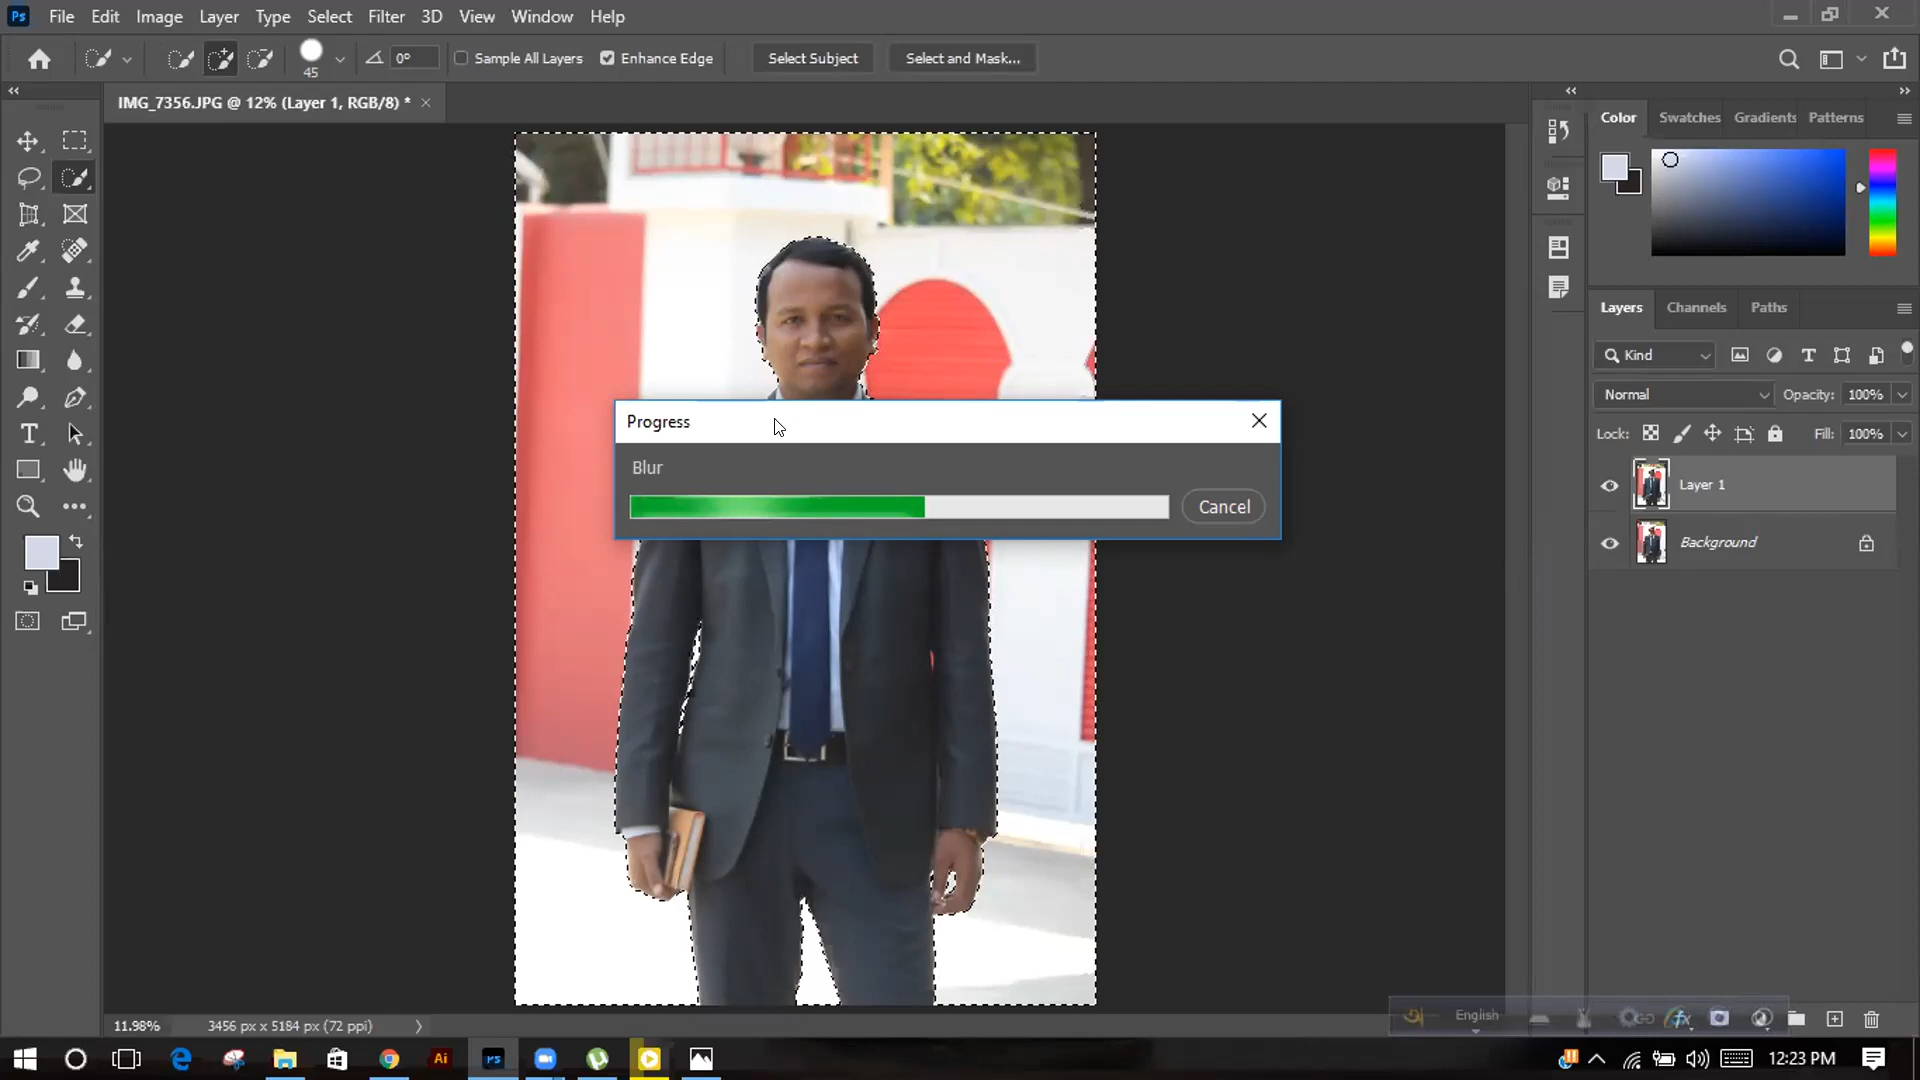 Ps File Edit Image Layer Type Select Filter 3D View Window Help
45 0° Sample All Layers Enhance Edge Select Subject Select and Mask...
IMG_7356.JPG @ 12% (Layer 1, RGB/8) *
Color Swatches Gradients Patterns
Progress
Blur
Cancel
Layers Channels Paths
Kind
Normal Opacity: 100%
Lock: Fill: 100%
Layer 1
Background
11.98% 3456 px x 5184 px (72 ppi)
English
fx
Ai Ps 12:23 PM